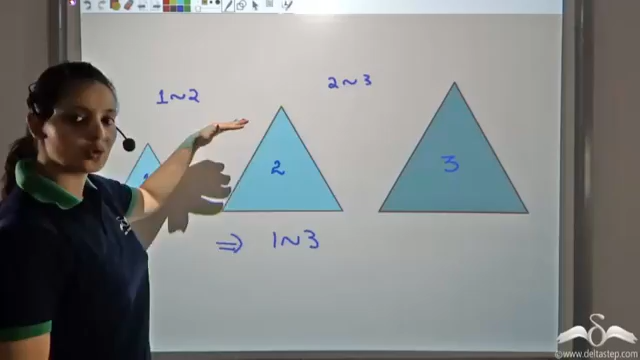 1 ~ 2
2 ~ 3
2
3
⇒ 1 ~ 3
©www.deltastep.com